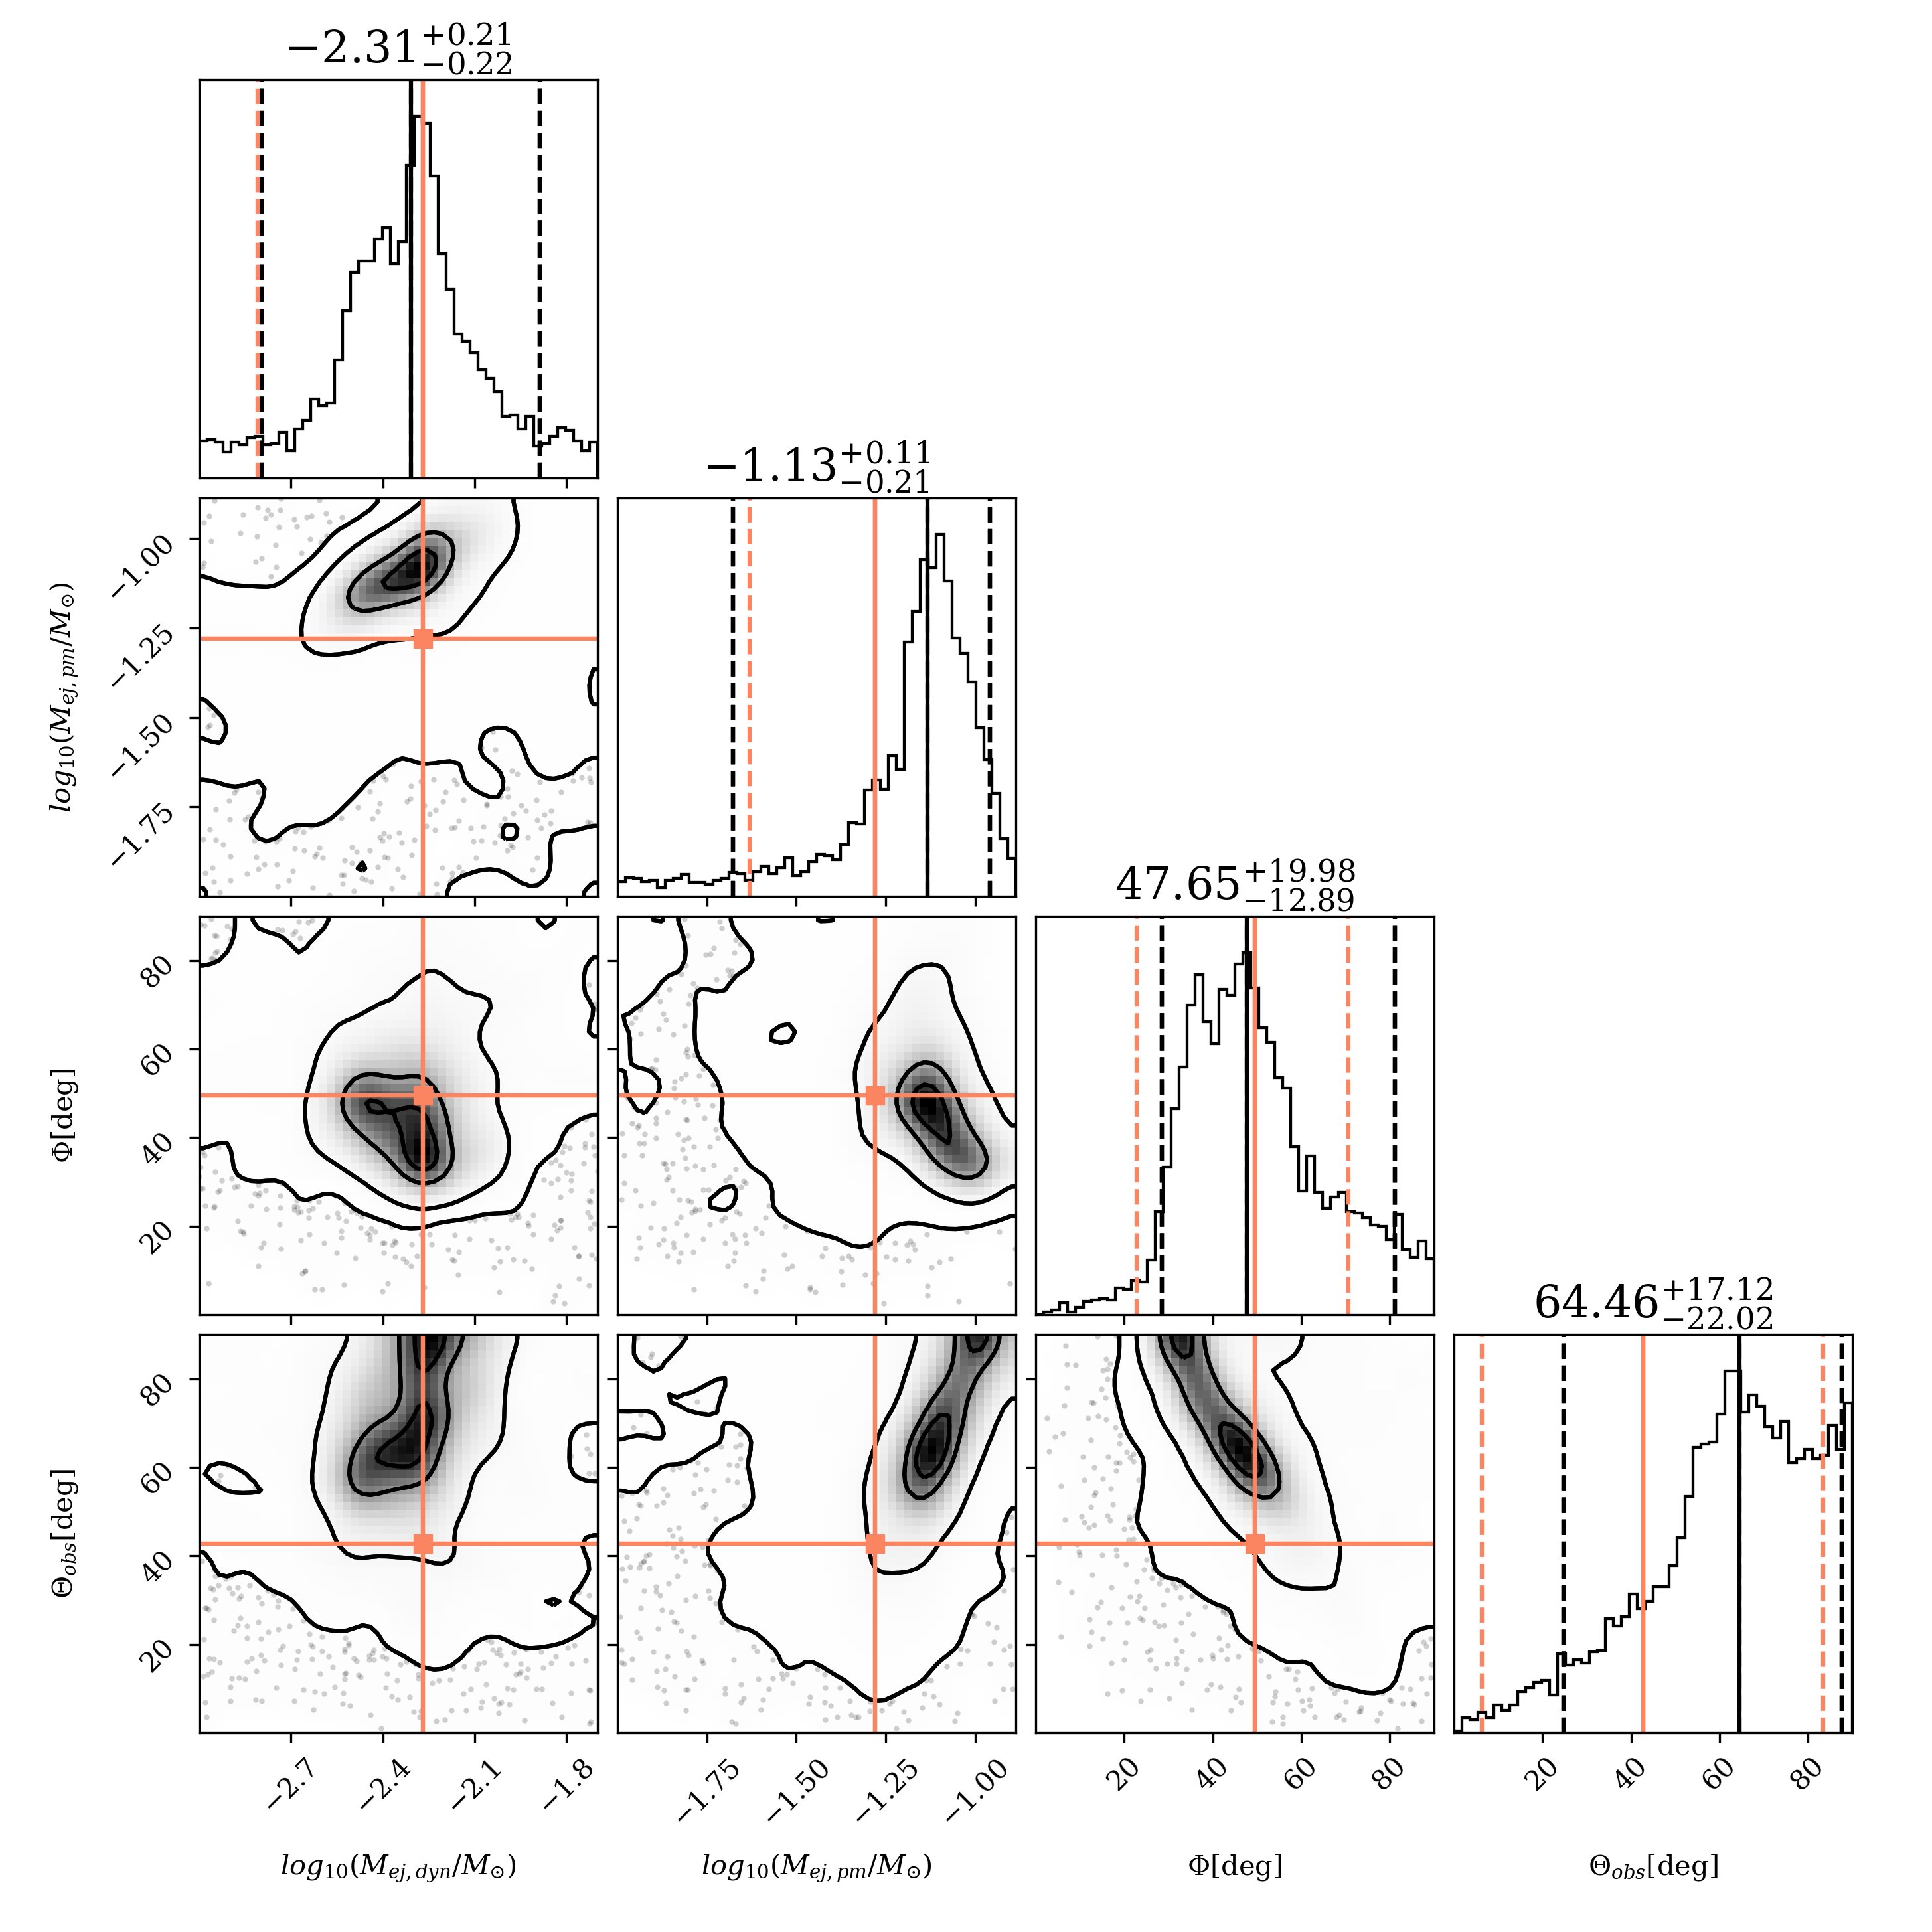 −2.31+0.21−0.22
−1.13+0.11−0.21
47.65+19.98−12.89
64.46+17.12−22.02
log10(Mej,pm/M⊙)
−1.00
−1.25
−1.50
−1.75
Φ[deg]
80
60
40
20
Θobs[deg]
80
60
40
20
−2.7 −2.4 −2.1 −1.8
−1.75 −1.50 −1.25 −1.00
20 40 60 80
20 40 60 80
log10(Mej,dyn/M⊙)
log10(Mej,pm/M⊙)
Φ[deg]
Θobs[deg]